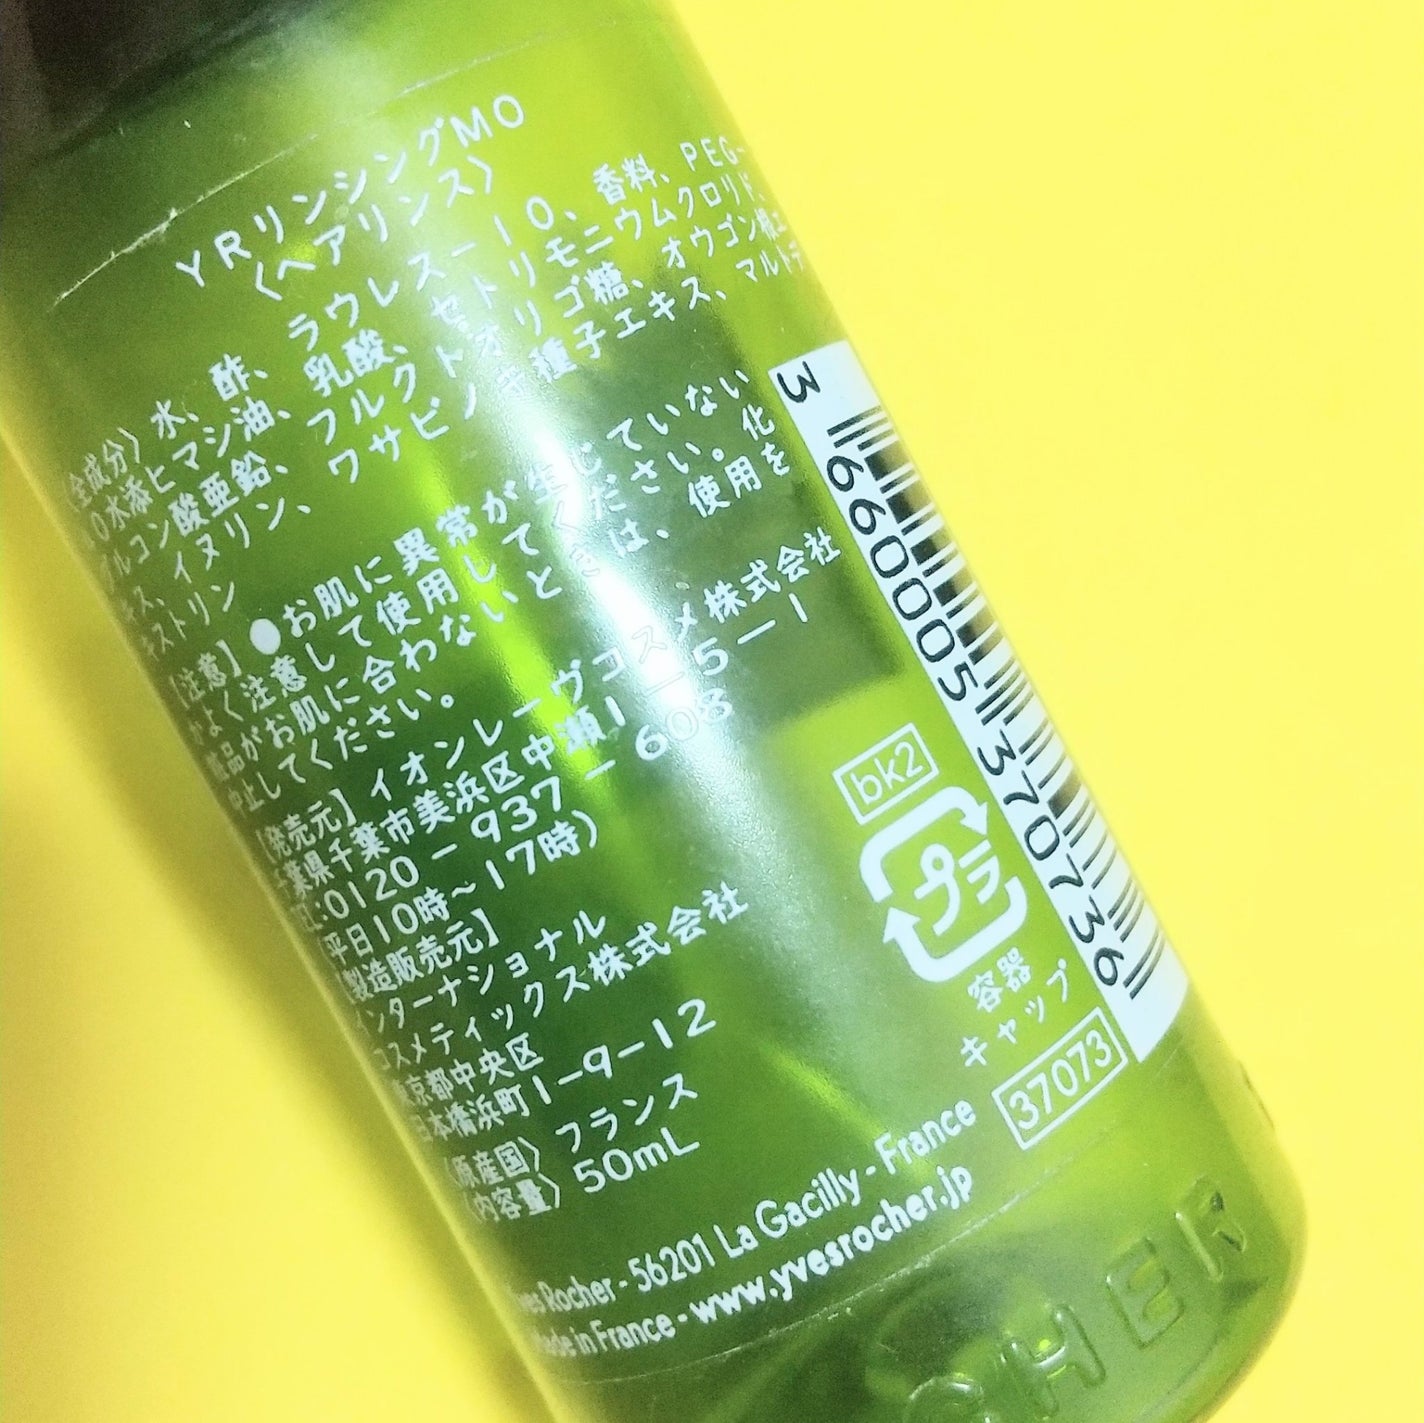 YRリンシングMO
〈ヘアリンス〉
〈全成分〉水、酢、ラウレス－10、香料、PEG-
0水添ヒマシ油、乳酸、セトリモニウムクロリド、
グルコン酸亜鉛、フルクトオリゴ糖、オウゴン根エ
キス、イヌリン、ワサビノキ種子エキス、マルトデ
キストリン
【注意】●お肌に異常が生じていない
かよく注意して使用してください。化
粧品がお肌に合わないときは、使用を
中止してください。
【発売元】イオンレーヴコスメ株式会社
千葉県千葉市美浜区中瀬1－5－1
TEL:0120－937－608
(平日10時～17時)
【製造販売元】
インターナショナル
コスメティックス株式会社
東京都中央区
日本橋浜町1-9-12
〈原産国〉フランス
〈内容量〉50mL
Yves Rocher - 56201 La Gacilly - France
Made in France - www.yvesrocher.jp
3 660005 370736
bk2
プラ
容器
キャップ
37073
CHER